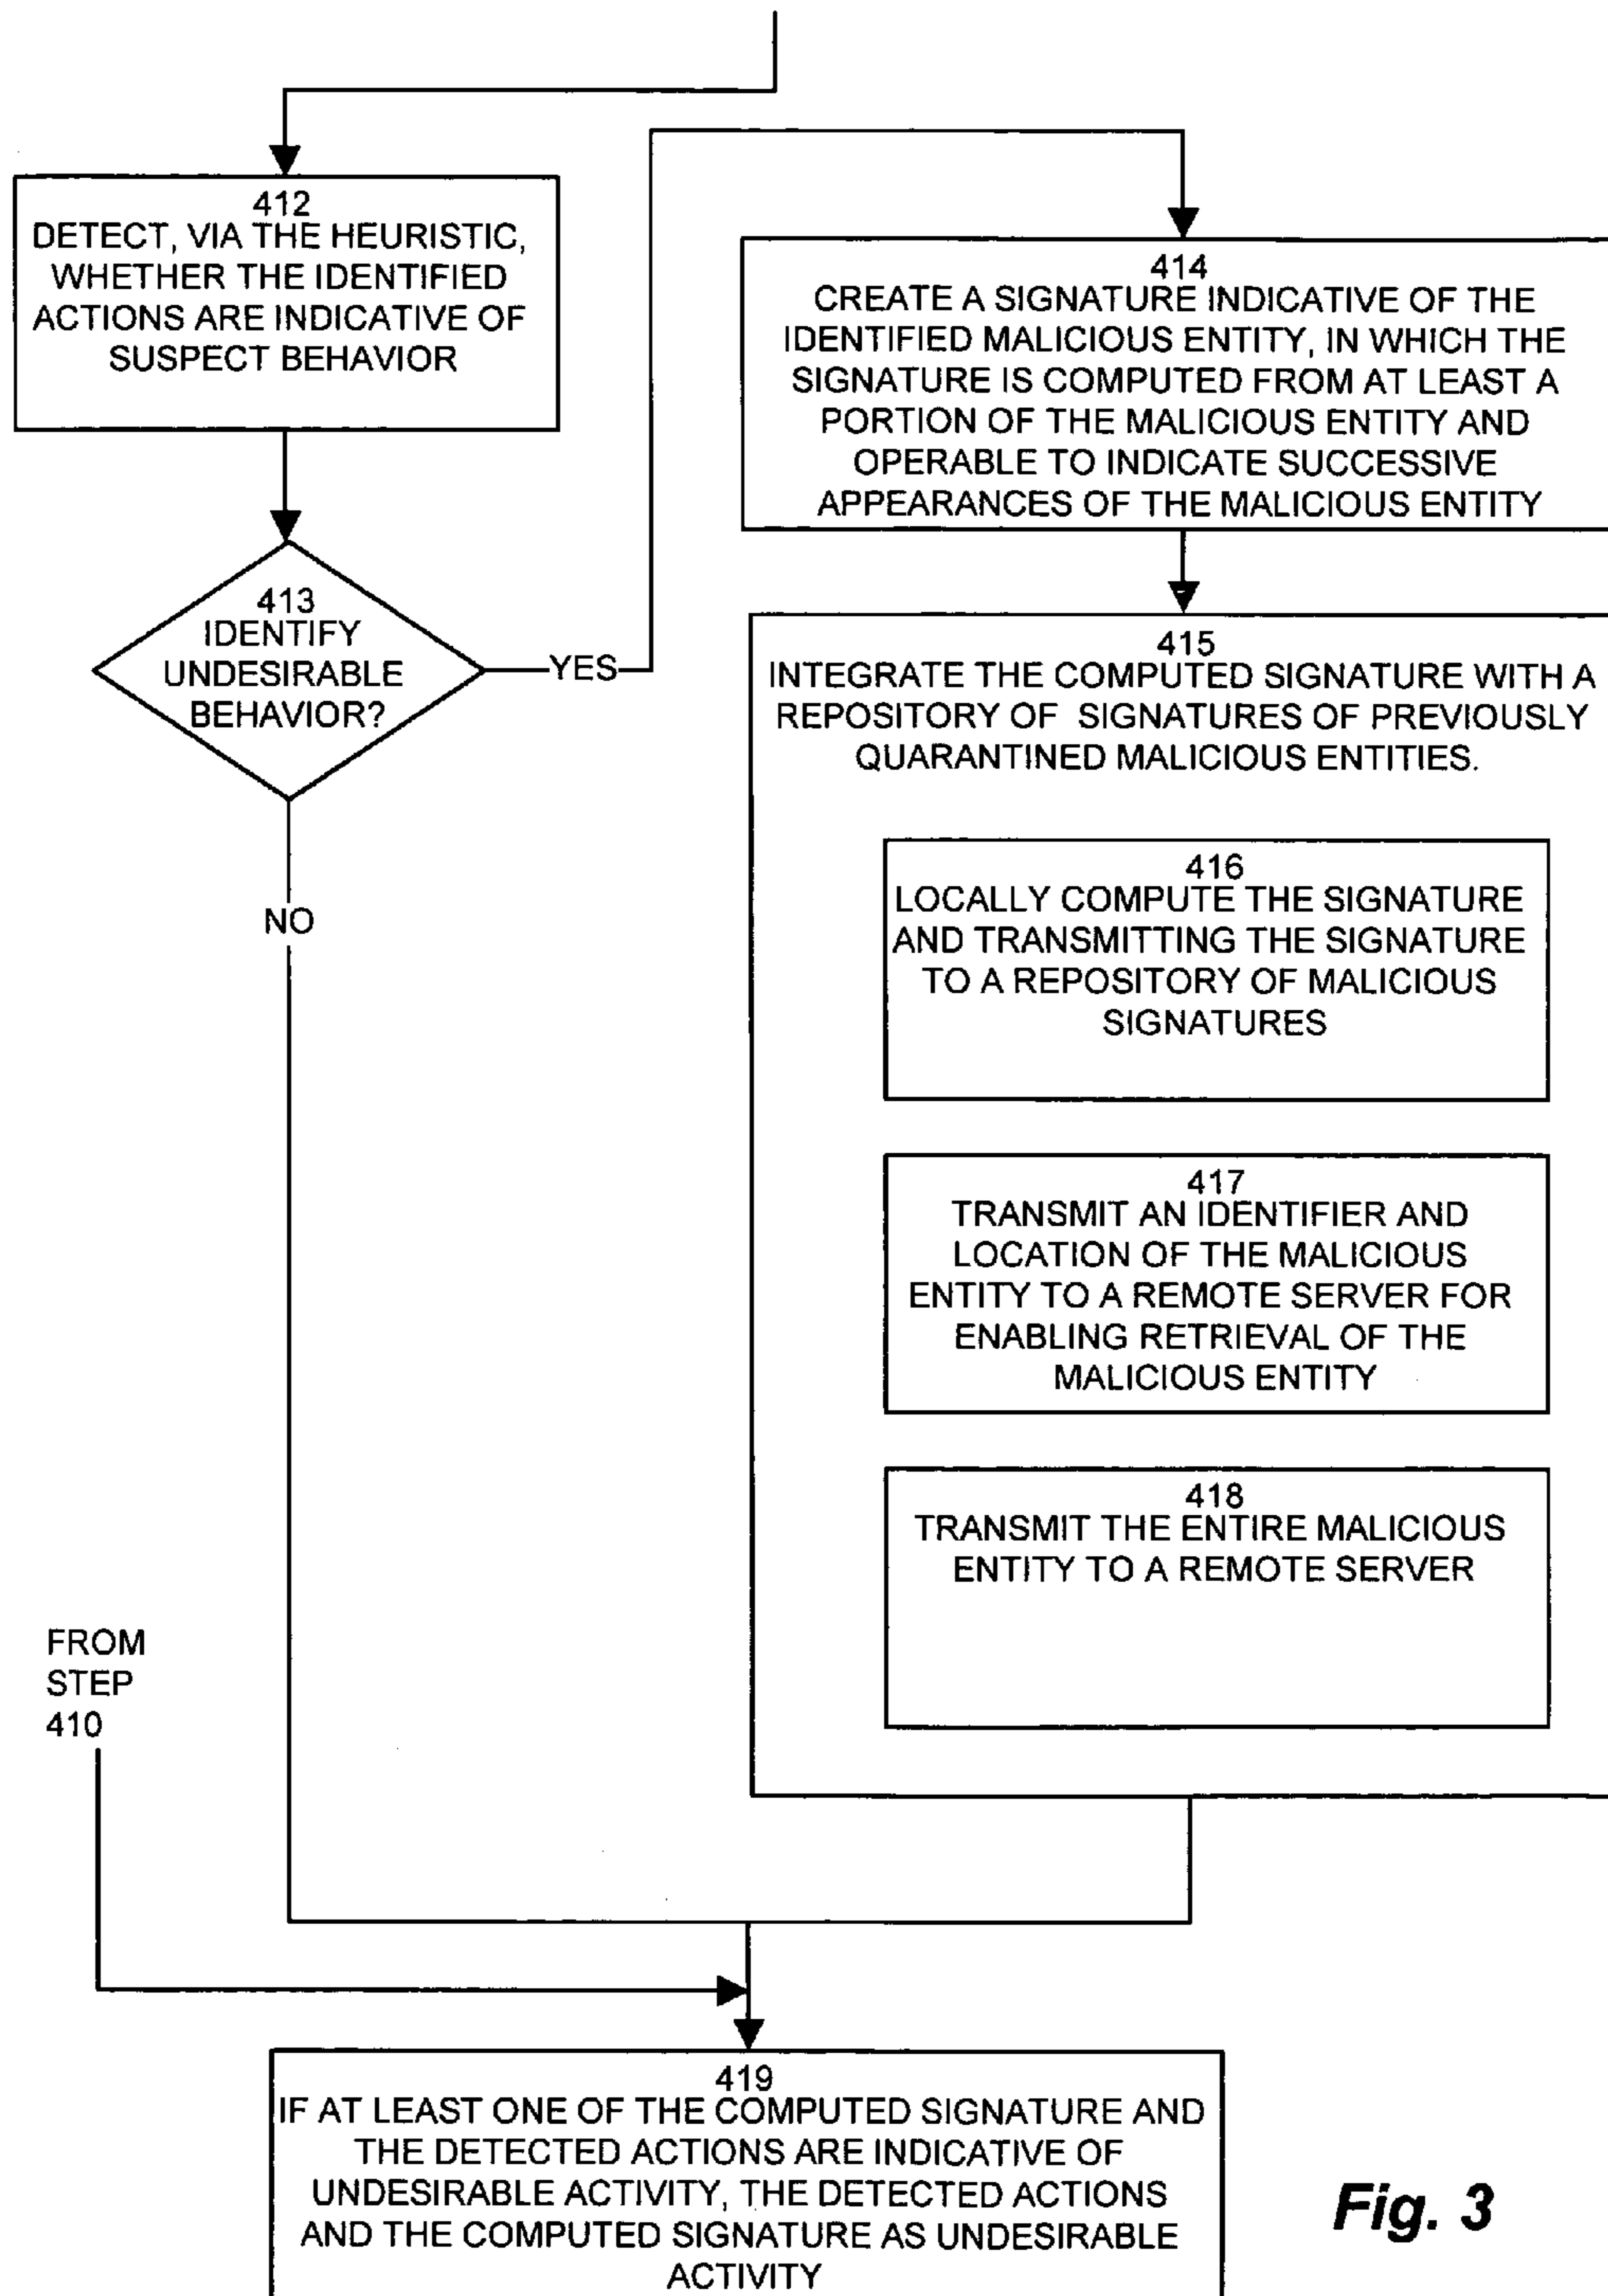 412
DETECT, VIA THE HEURISTIC,
WHETHER THE IDENTIFIED
ACTIONS ARE INDICATIVE OF
SUSPECT BEHAVIOR
413
IDENTIFY
UNDESIRABLE
BEHAVIOR?
YES
NO
414
CREATE A SIGNATURE INDICATIVE OF THE
IDENTIFIED MALICIOUS ENTITY, IN WHICH THE
SIGNATURE IS COMPUTED FROM AT LEAST A
PORTION OF THE MALICIOUS ENTITY AND
OPERABLE TO INDICATE SUCCESSIVE
APPEARANCES OF THE MALICIOUS ENTITY
415
INTEGRATE THE COMPUTED SIGNATURE WITH A
REPOSITORY OF SIGNATURES OF PREVIOUSLY
QUARANTINED MALICIOUS ENTITIES.
416
LOCALLY COMPUTE THE SIGNATURE
AND TRANSMITTING THE SIGNATURE
TO A REPOSITORY OF MALICIOUS
SIGNATURES
417
TRANSMIT AN IDENTIFIER AND
LOCATION OF THE MALICIOUS
ENTITY TO A REMOTE SERVER FOR
ENABLING RETRIEVAL OF THE
MALICIOUS ENTITY
418
TRANSMIT THE ENTIRE MALICIOUS
ENTITY TO A REMOTE SERVER
FROM
STEP
410
419
IF AT LEAST ONE OF THE COMPUTED SIGNATURE AND
THE DETECTED ACTIONS ARE INDICATIVE OF
UNDESIRABLE ACTIVITY, THE DETECTED ACTIONS
AND THE COMPUTED SIGNATURE AS UNDESIRABLE
ACTIVITY
Fig. 3